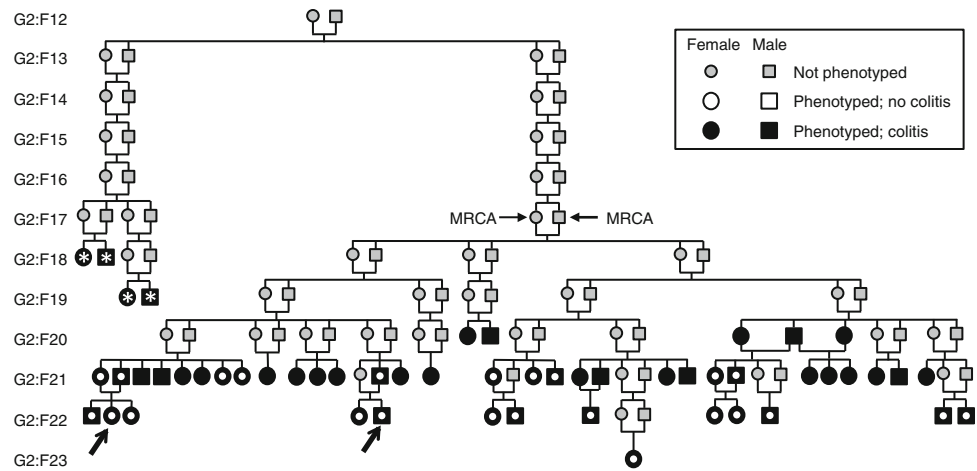 G2:F12
G2:F13
G2:F14
G2:F15
G2:F16
G2:F17
G2:F18
G2:F19
G2:F20
G2:F21
G2:F22
G2:F23
MRCA MRCA
Female Male
Not phenotyped
Phenotyped; no colitis
Phenotyped; colitis
* *
* *